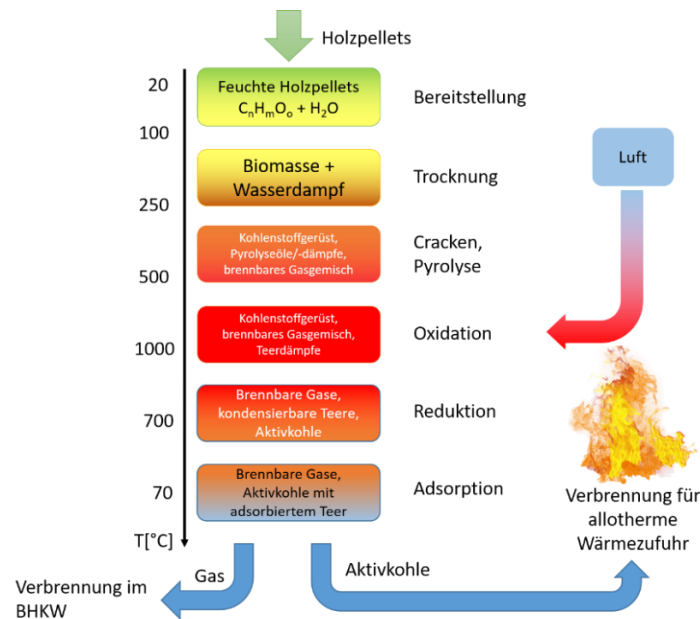 Holzpellets
20
Feuchte Holzpellets
CnHmOo + H2O
Bereitstellung
100
Luft
Biomasse +
Wasserdampf
Trocknung
250
Kohlenstoffgerüst,
Pyrolyseöle/-dämpfe,
brennbares Gasgemisch
Cracken,
Pyrolyse
500
Kohlenstoffgerüst,
brennbares Gasgemisch,
Teerdämpfe
Oxidation
1000
Brennbare Gase,
kondensierbare Teere,
Aktivkohle
Reduktion
700
Brennbare Gase,
Aktivkohle mit
adsorbiertem Teer
Adsorption
70
Verbrennung für
allotherme
Wärmezufuhr
T[°C]
Gas
Aktivkohle
Verbrennung im
BHKW